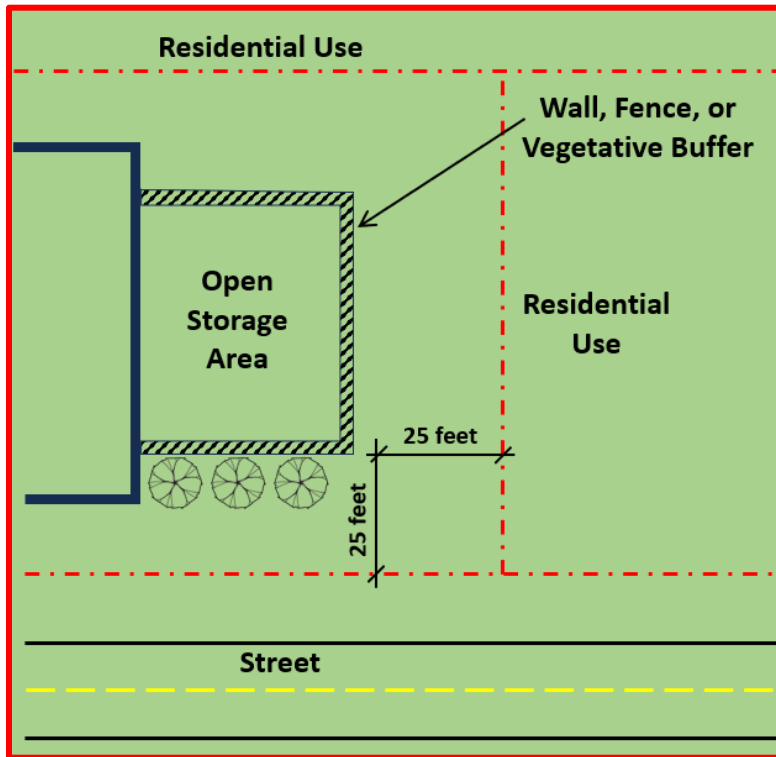 Residential Use
Wall, Fence, or
Vegetative Buffer
Open
Storage
Area
Residential
Use
25 feet
25 feet
Street